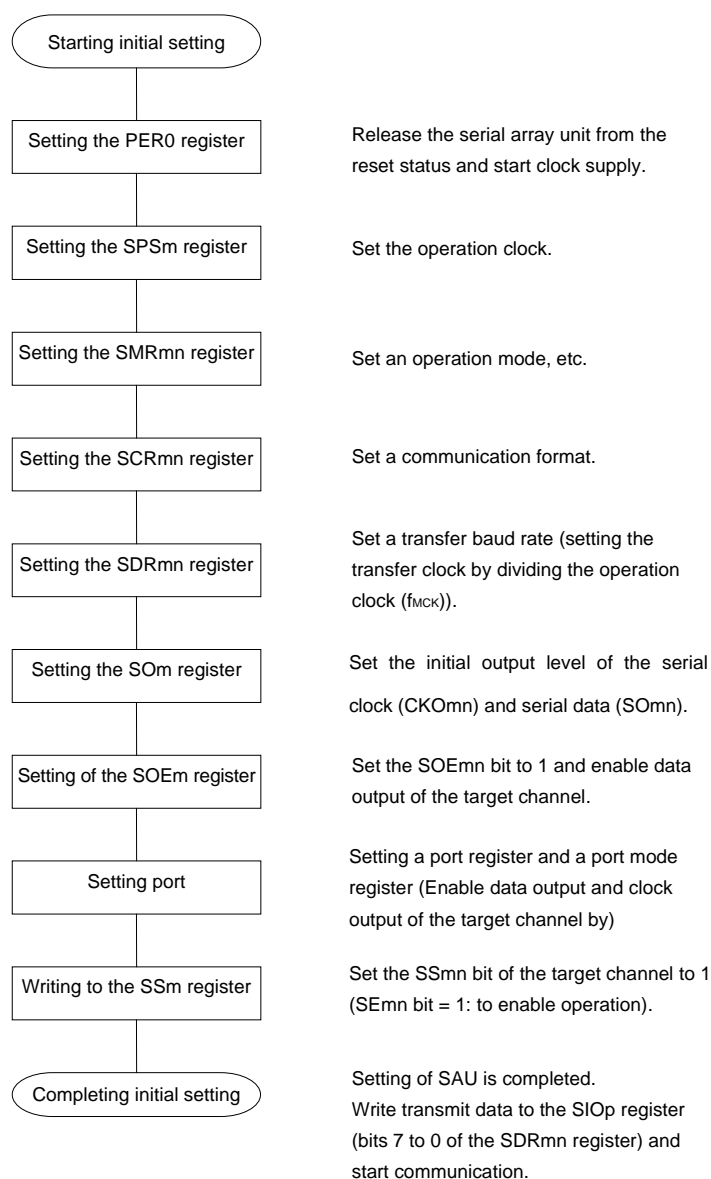 Starting initial setting
Setting the PER0 register
Release the serial array unit from the
reset status and start clock supply.
Setting the SPSm register
Set the operation clock.
Setting the SMRmn register
Set an operation mode, etc.
Setting the SCRmn register
Set a communication format.
Setting the SDRmn register
Set a transfer baud rate (setting the
transfer clock by dividing the operation
clock (fMCK)).
Setting the SOm register
Set the initial output level of the serial
clock (CKOmn) and serial data (SOmn).
Setting of the SOEm register
Set the SOEmn bit to 1 and enable data
output of the target channel.
Setting port
Setting a port register and a port mode
register (Enable data output and clock
output of the target channel by)
Writing to the SSm register
Set the SSmn bit of the target channel to 1
(SEmn bit = 1: to enable operation).
Completing initial setting
Setting of SAU is completed.
Write transmit data to the SIOp register
(bits 7 to 0 of the SDRmn register) and
start communication.